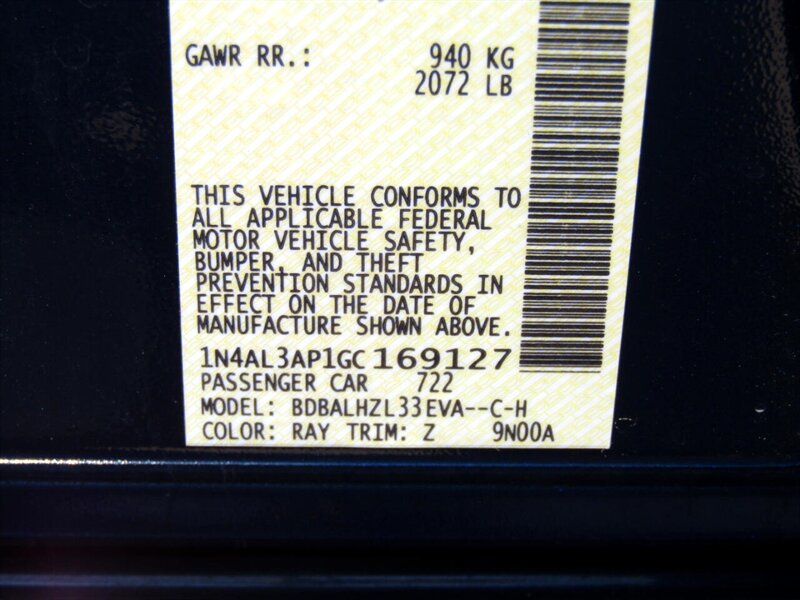 GAWR RR.: 940 KG
2072 LB
THIS VEHICLE CONFORMS TO
ALL APPLICABLE FEDERAL
MOTOR VEHICLE SAFETY,
BUMPER, AND THEFT
PREVENTION STANDARDS IN
EFFECT ON THE DATE OF
MANUFACTURE SHOWN ABOVE.
1N4AL3AP1GC169127
PASSENGER CAR 722
MODEL: BDBALHZL33EVA--C-H
COLOR: RAY TRIM: Z 9N00A